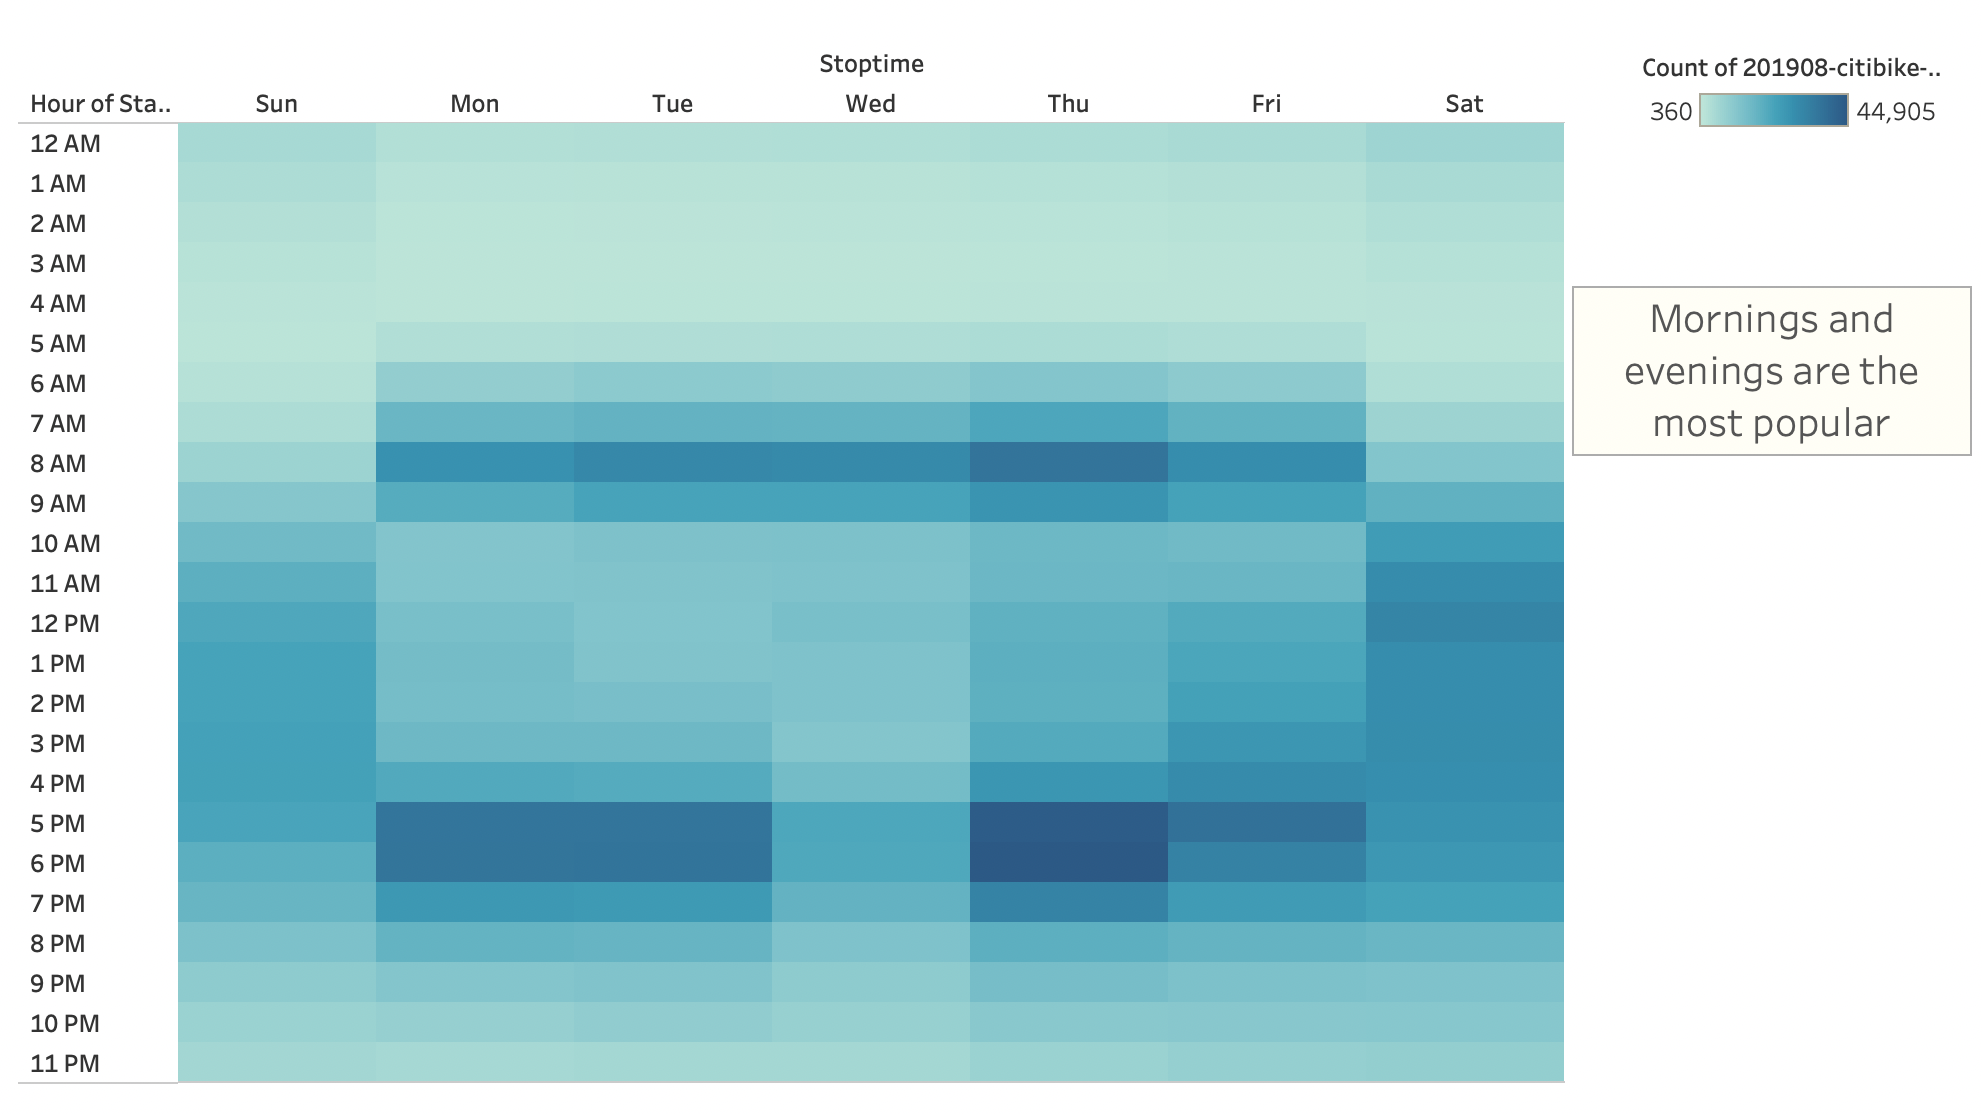 Stoptime
Count of 201908-citibike-..
Hour of Sta.. Sun Mon Tue Wed Thu Fri Sat
360 44,905
12 AM
1 AM
2 AM
3 AM
4 AM
5 AM
6 AM
7 AM
8 AM
9 AM
10 AM
11 AM
12 PM
1 PM
2 PM
3 PM
4 PM
5 PM
6 PM
7 PM
8 PM
9 PM
10 PM
11 PM
Mornings and
evenings are the
most popular